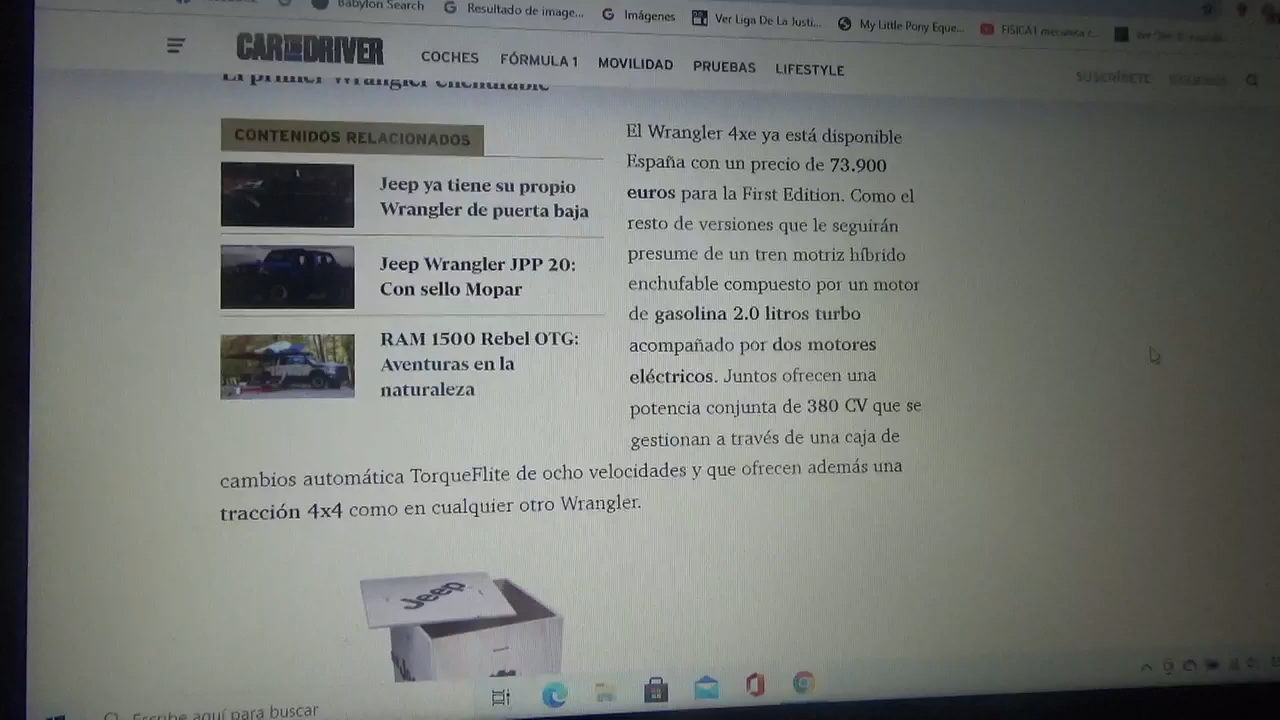 Babylon Search
Resultado de image...
Imágenes
Ver Liga De La Justi...
My Little Pony Eque...
CAR DRIVER
COCHES
FÓRMULA 1
MOVILIDAD
PRUEBAS
LIFESTYLE
SUSCRÍBETE
El primer Wrangler enchufable
CONTENIDOS RELACIONADOS
Jeep ya tiene su propio
Wrangler de puerta baja
Jeep Wrangler JPP 20:
Con sello Mopar
RAM 1500 Rebel OTG:
Aventuras en la
naturaleza
El Wrangler 4xe ya está disponible
España con un precio de 73.900
euros para la First Edition. Como el
resto de versiones que le seguirán
presume de un tren motriz híbrido
enchufable compuesto por un motor
de gasolina 2.0 litros turbo
acompañado por dos motores
eléctricos. Juntos ofrecen una
potencia conjunta de 380 CV que se
gestionan a través de una caja de
cambios automática TorqueFlite de ocho velocidades y que ofrecen además una
tracción 4x4 como en cualquier otro Wrangler.
Jeep
Escribe aquí para buscar